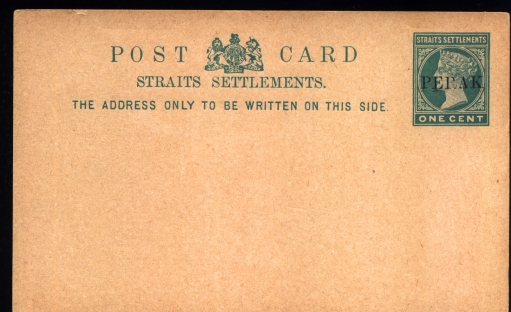 POST CARD
STRAITS SETTLEMENTS.
THE ADDRESS ONLY TO BE WRITTEN ON THIS SIDE.
STRAITS SETTLEMENTS
PERAK
ONE CENT